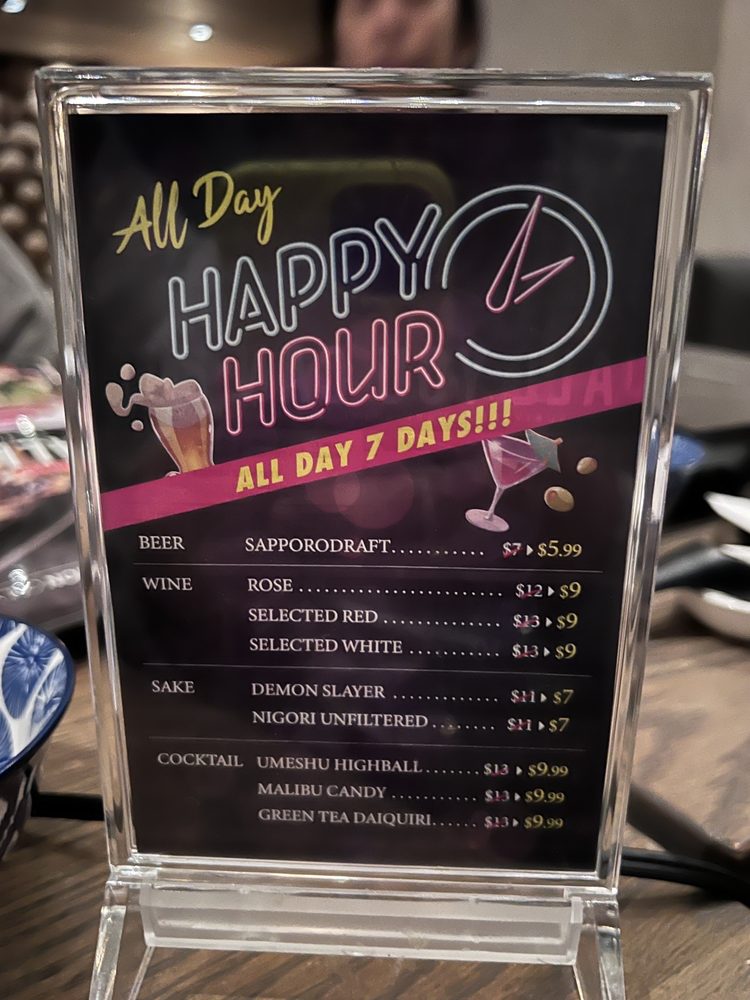 All Day
HAPPY
HOUR
ALL DAY 7 DAYS!!!
BEER SAPPORODRAFT........... $7 ▸ $5.99
WINE ROSE ........................ $12 ▸ $9
SELECTED RED ................ $13 ▸ $9
SELECTED WHITE ............ $13 ▸ $9
SAKE DEMON SLAYER .............. $11 ▸ $7
NIGORI UNFILTERED ........ $11 ▸ $7
COCKTAIL UMESHU HIGHBALL....... $13 ▸ $9.99
MALIBU CANDY ........... $13 ▸ $9.99
GREEN TEA DAIQUIRI...... $13 ▸ $9.99